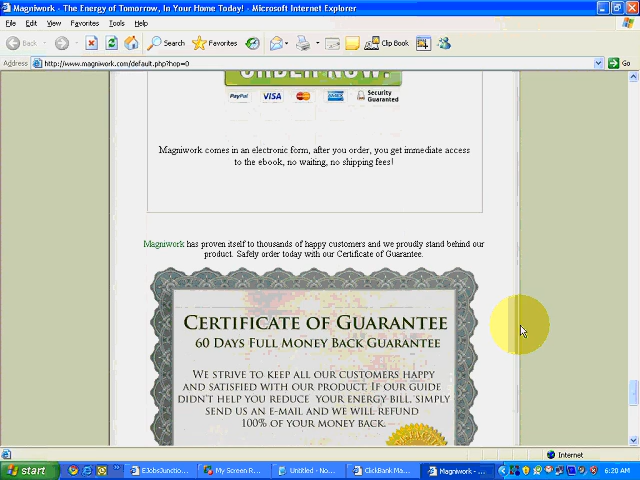 Magniwork - The Energy of Tomorrow, In Your Home Today! - Microsoft Internet Explorer
File Edit View Favorites Tools Help
Back Search Favorites Clip Book
Address http://www.magniwork.com/default.php?hop=0 Go
ORDER NOW!
PayPal VISA MasterCard AMEX Security Guaranteed
Magniwork comes in an electronic form, after you order, you get immediate access
to the ebook, no waiting, no shipping fees!
Magniwork has proven itself to thousands of happy customers and we proudly stand behind our
product. Safely order today with our Certificate of Guarantee.
CERTIFICATE OF GUARANTEE
60 DAYS FULL MONEY BACK GUARANTEE
WE STRIVE TO KEEP ALL OUR CUSTOMERS HAPPY
AND SATISFIED WITH OUR PRODUCT. IF OUR GUIDE
DIDN'T HELP YOU REDUCE YOUR ENERGY BILL, SIMPLY
SEND US AN E-MAIL AND WE WILL REFUND
100% OF YOUR MONEY BACK.
Internet
start EJobsJunction... My Screen R... Untitled - No... ClickBank Ma... Magniwork - ... 6:20 AM